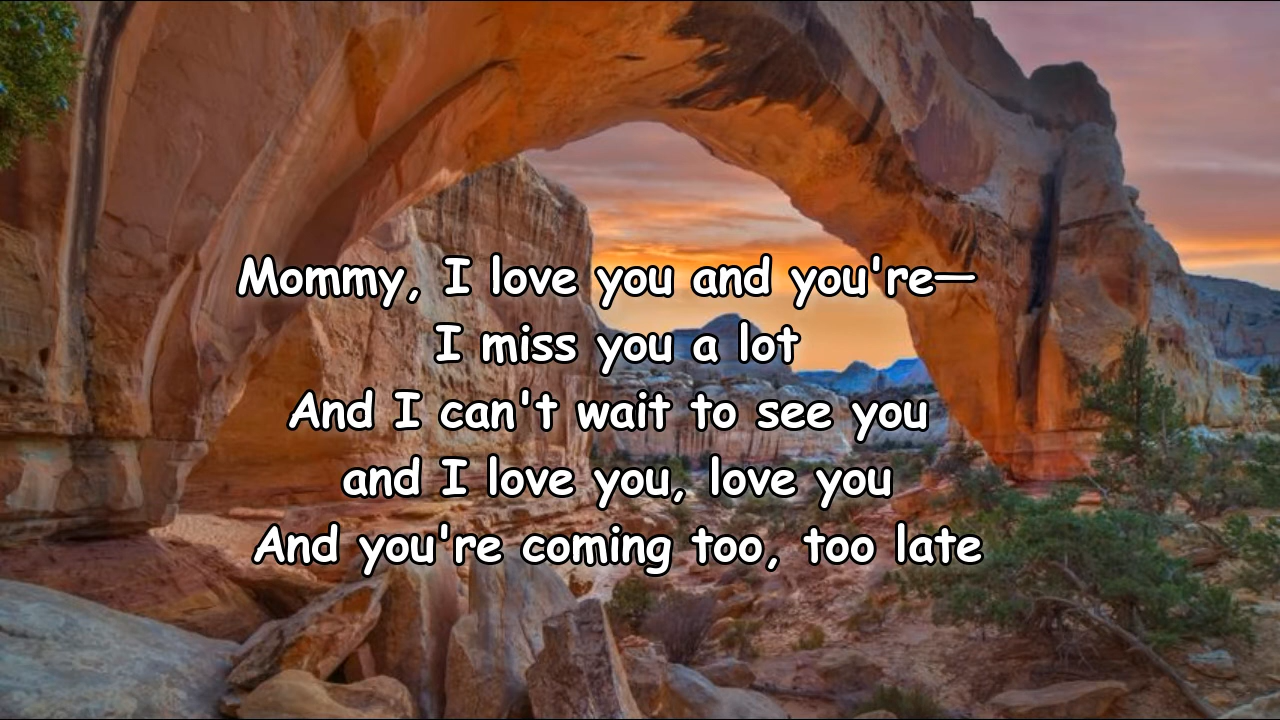 Mommy, I love you and you're—
I miss you a lot
And I can't wait to see you
and I love you, love you
And you're coming too, too late